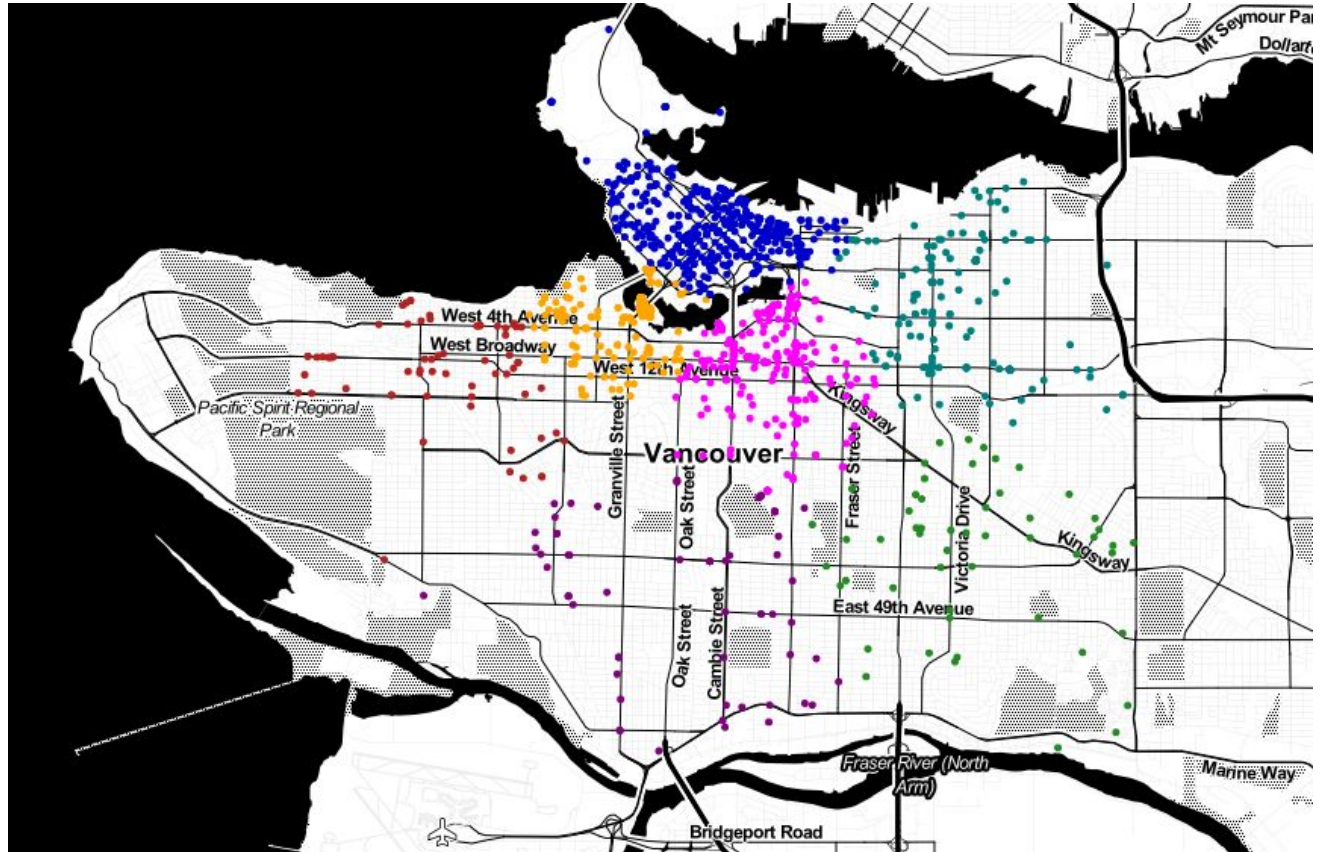 Mt Seymour Par
Dollart
West 4th Avenue
West Broadway
West 12th Avenue
Pacific Spirit Regional
Park
Kingsway
Granville Street
Vancouver
Fraser Street
Oak Street
Victoria Drive
Kingsway
East 49th Avenue
Oak Street
Cambie Street
Fraser River (North
Arm)
Marine Way
Bridgeport Road